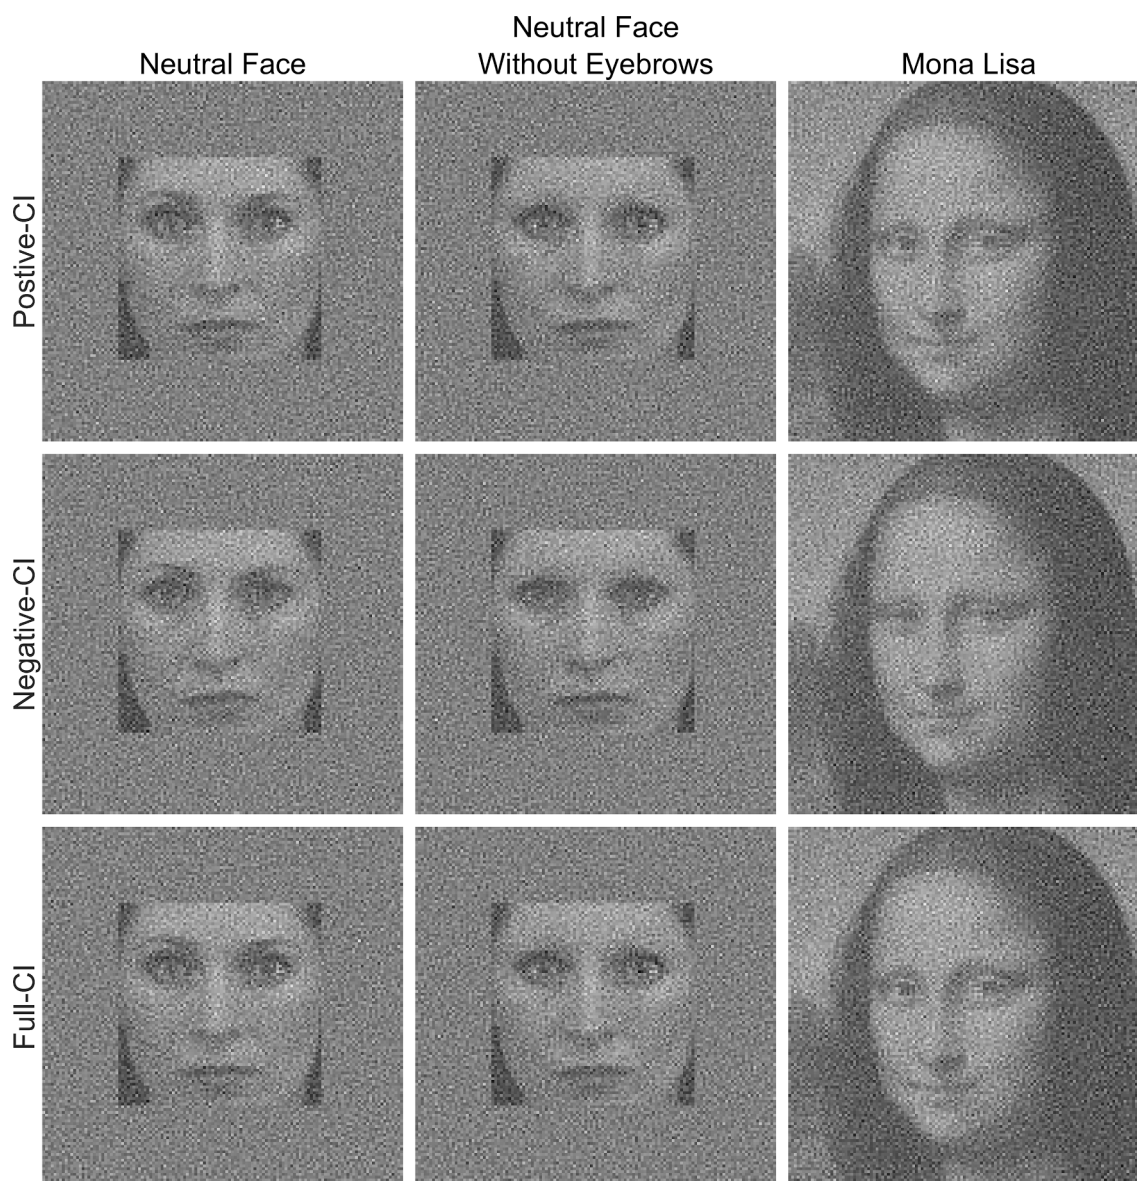 Neutral Face
Neutral Face
Without Eyebrows
Mona Lisa
Postive-CI
Negative-CI
Full-CI